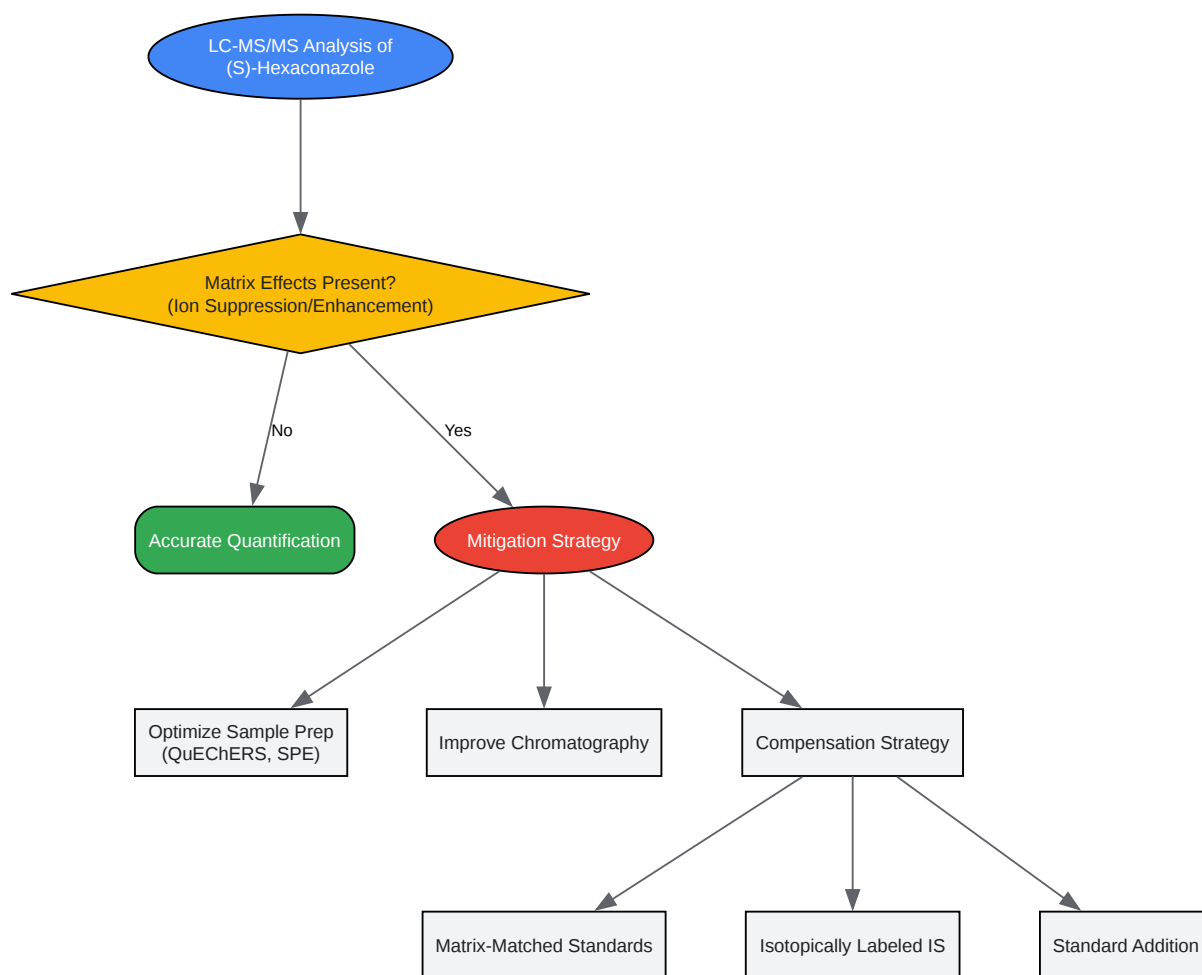 LC-MS/MS Analysis of
(S)-Hexaconazole
Matrix Effects Present?
(Ion Suppression/Enhancement)
No
Yes
Accurate Quantification
Mitigation Strategy
Optimize Sample Prep
(QuEChERS, SPE)
Improve Chromatography
Compensation Strategy
Matrix-Matched Standards
Isotopically Labeled IS
Standard Addition